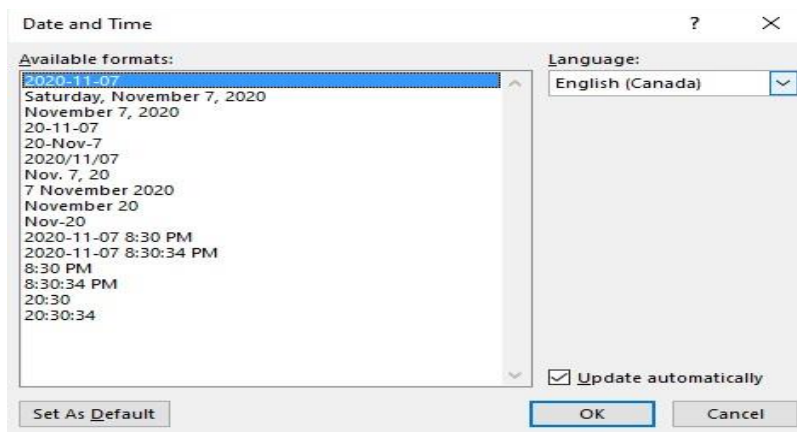 Date and Time
?
Available formats:
Language:
2020-11-07
English (Canada)
Saturday, November 7, 2020
November 7, 2020
20-11-07
20-Nov-7
2020/11/07
Nov. 7, 20
7 November 2020
November 20
Nov-20
2020-11-07 8:30 PM
2020-11-07 8:30:34 PM
8:30 PM
8:30:34 PM
20:30
20:30:34
Update automatically
Set As Default
OK
Cancel